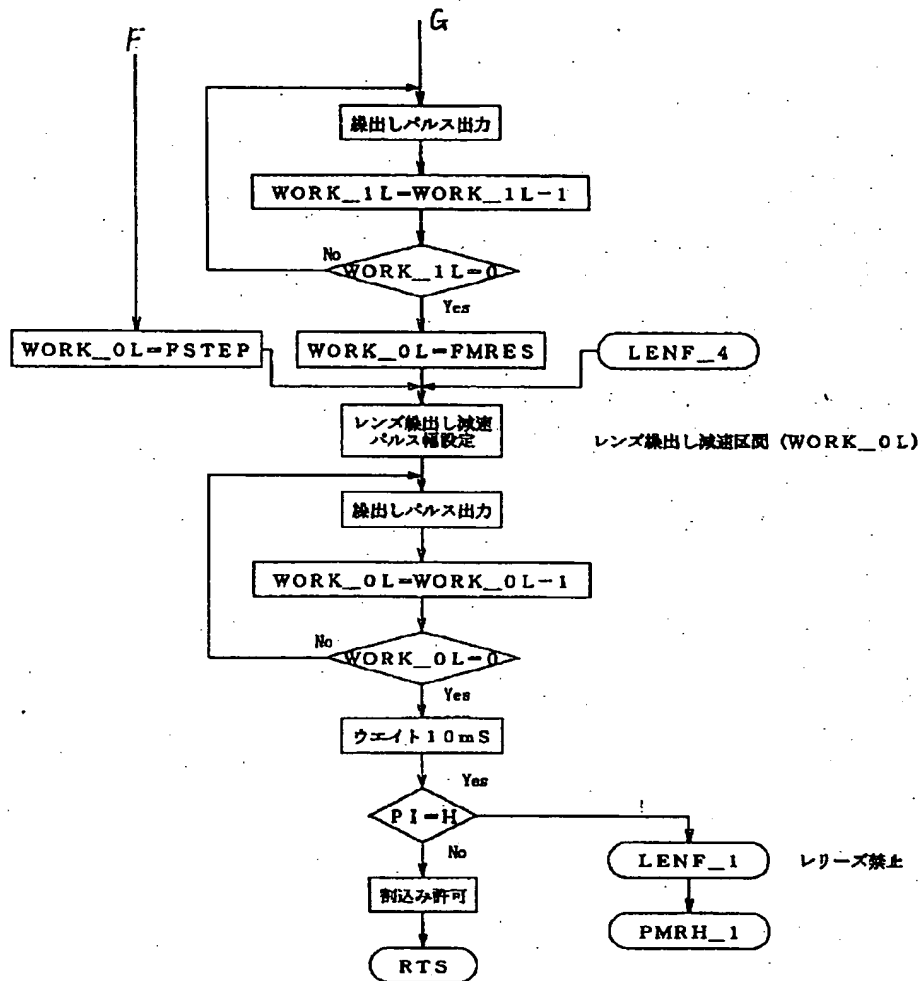 F
G
繰出しパルス出力
WORK_1L=WORK_1L-1
No
WORK_1L=0
Yes
WORK_0L=FSTEP
WORK_0L=FMRES
LENF_4
レンズ繰出し減速
パルス幅設定
レンズ繰出し減速区間 (WORK_0L)
繰出しパルス出力
WORK_0L=WORK_0L-1
No
WORK_0L=0
Yes
ウエイト10mS
Yes
PI=H
No
LENF_1
レリーズ禁止
割込み許可
PMRH_1
RTS